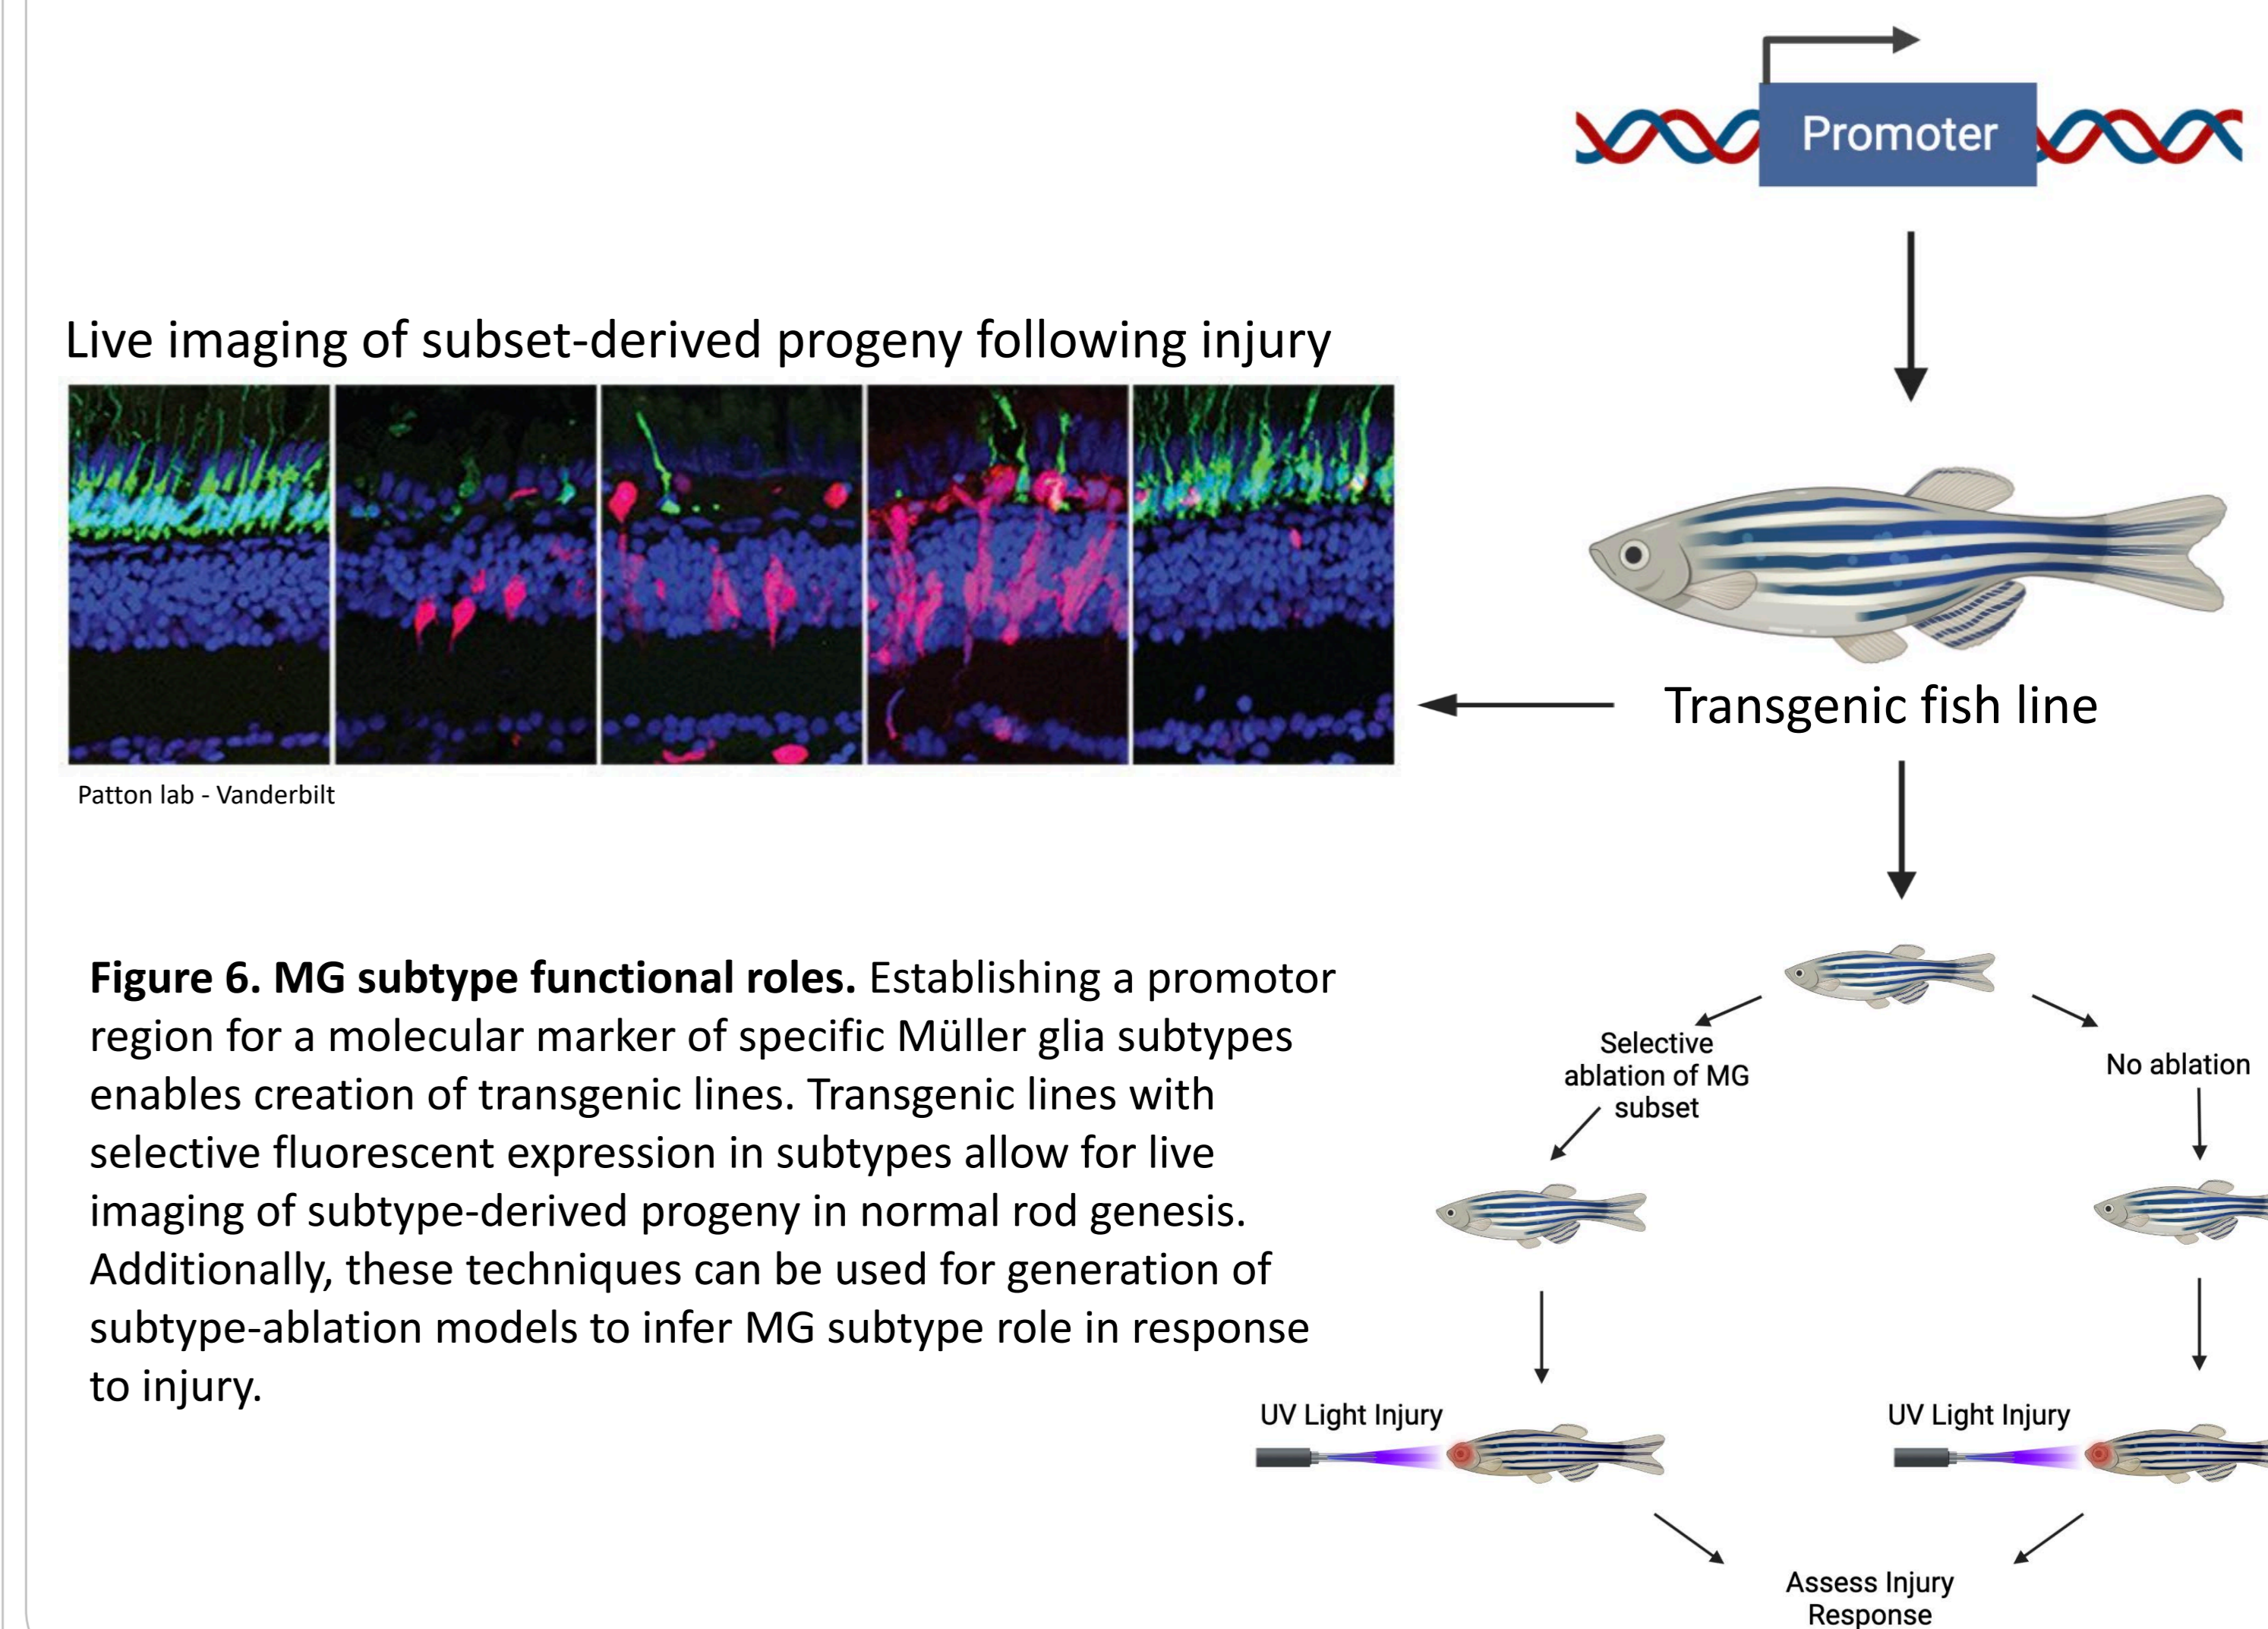 Promoter
Live imaging of subset-derived progeny following injury
Patton lab - Vanderbilt
Transgenic fish line
Figure 6. MG subtype functional roles. Establishing a promotor
region for a molecular marker of specific Müller glia subtypes
enables creation of transgenic lines. Transgenic lines with
selective fluorescent expression in subtypes allow for live
imaging of subtype-derived progeny in normal rod genesis.
Additionally, these techniques can be used for generation of
subtype-ablation models to infer MG subtype role in response
to injury.
Selective
ablation of MG
subset
No ablation
UV Light Injury
UV Light Injury
Assess Injury
Response